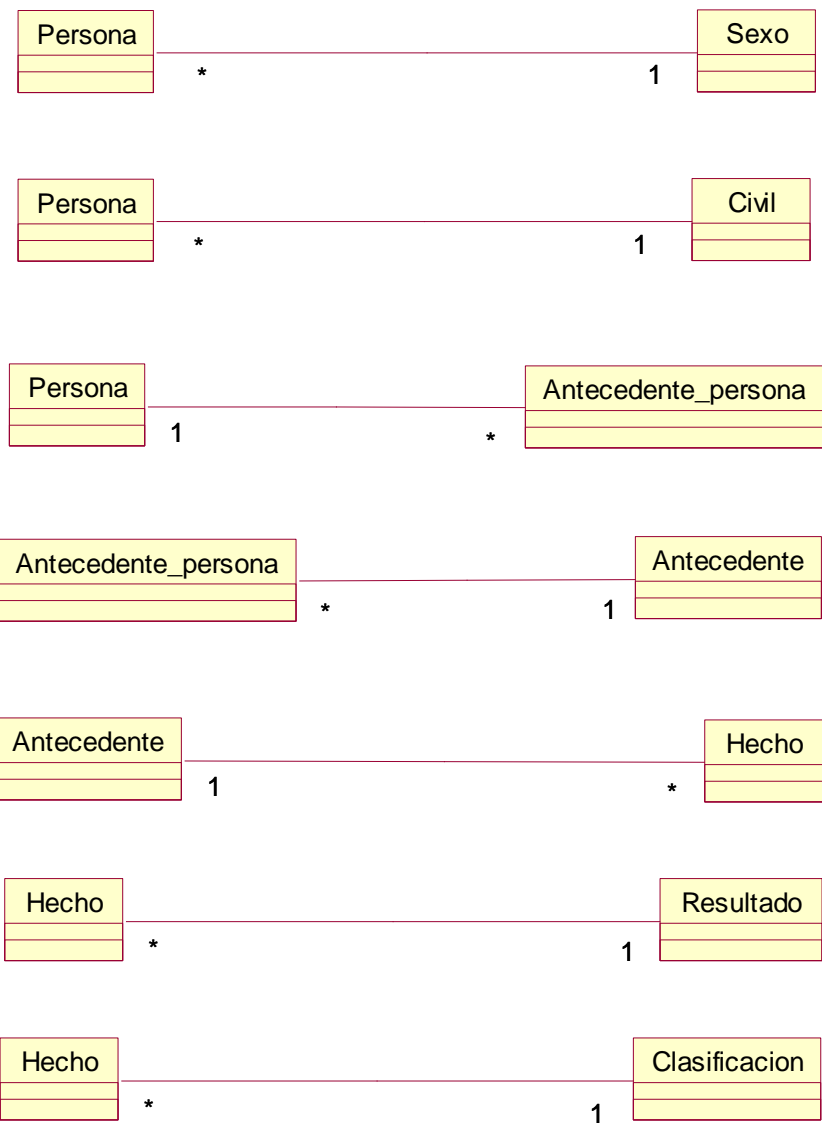 Persona Sexo
* 1
Persona Civil
* 1
Persona Antecedente_persona
1 *
Antecedente_persona Antecedente
* 1
Antecedente Hecho
1 *
Hecho Resultado
* 1
Hecho Clasificacion
* 1